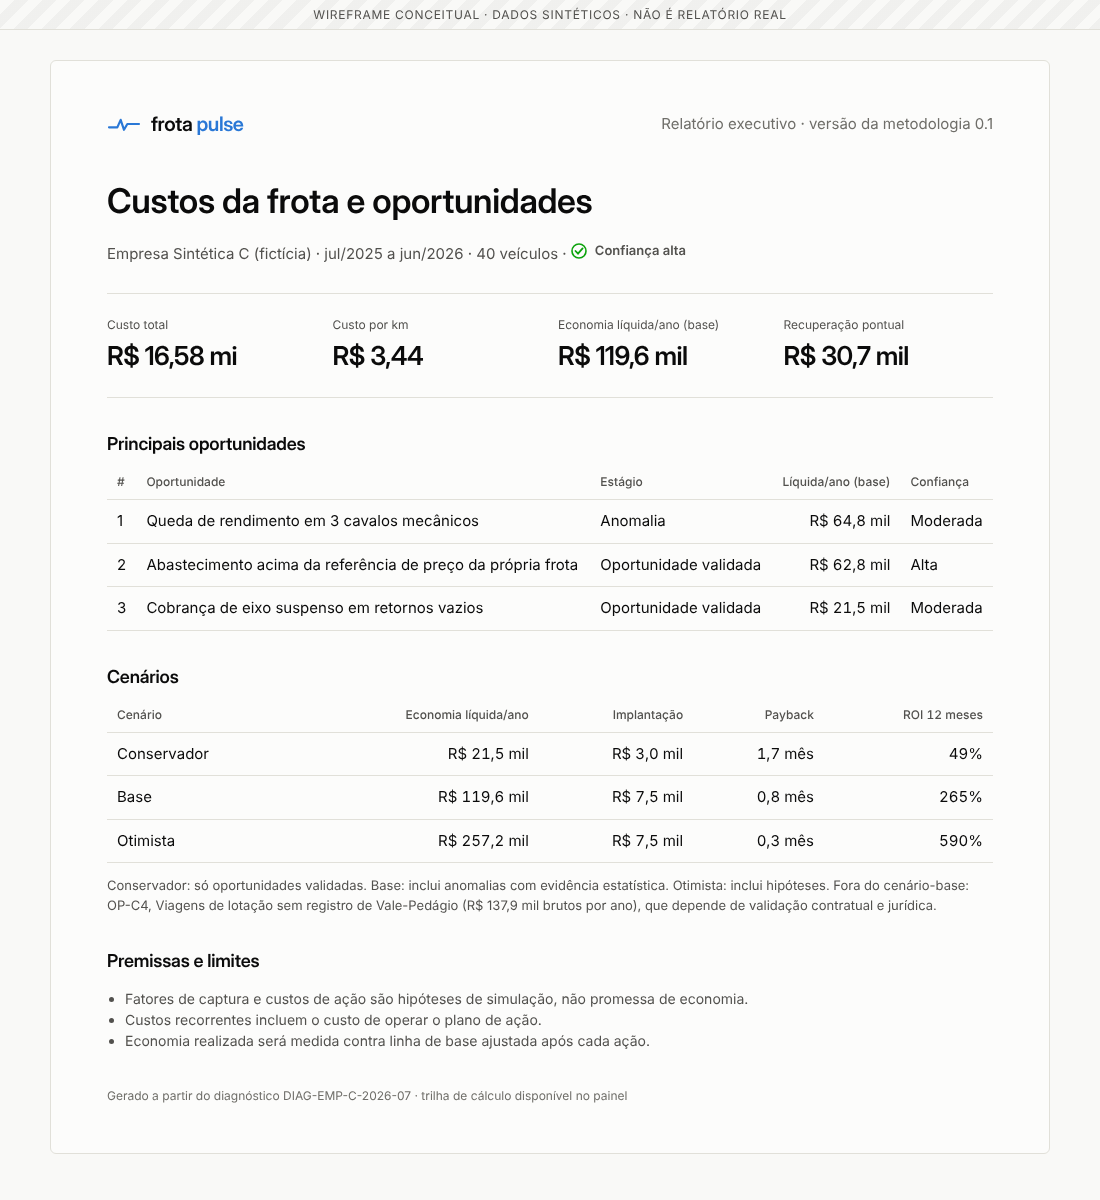 WIREFRAME CONCEITUAL · DADOS SINTÉTICOS · NÃO É RELATÓRIO REAL
frota pulse
Relatório executivo · versão da metodologia 0.1
Custos da frota e oportunidades
Empresa Sintética C (fictícia) · jul/2025 a jun/2026 · 40 veículos · Confiança alta
Custo total Custo por km Economia líquida/ano (base) Recuperação pontual
R$ 16,58 mi R$ 3,44 R$ 119,6 mil R$ 30,7 mil
Principais oportunidades
# Oportunidade Estágio Líquida/ano (base) Confiança
1 Queda de rendimento em 3 cavalos mecânicos Anomalia R$ 64,8 mil Moderada
2 Abastecimento acima da referência de preço da própria frota Oportunidade validada R$ 62,8 mil Alta
3 Cobrança de eixo suspenso em retornos vazios Oportunidade validada R$ 21,5 mil Moderada
Cenários
Cenário Economia líquida/ano Implantação Payback ROI 12 meses
Conservador R$ 21,5 mil R$ 3,0 mil 1,7 mês 49%
Base R$ 119,6 mil R$ 7,5 mil 0,8 mês 265%
Otimista R$ 257,2 mil R$ 7,5 mil 0,3 mês 590%
Conservador: só oportunidades validadas. Base: inclui anomalias com evidência estatística. Otimista: inclui hipóteses. Fora do cenário-base:
OP-C4, Viagens de lotação sem registro de Vale-Pedágio (R$ 137,9 mil brutos por ano), que depende de validação contratual e jurídica.
Premissas e limites
• Fatores de captura e custos de ação são hipóteses de simulação, não promessa de economia.
• Custos recorrentes incluem o custo de operar o plano de ação.
• Economia realizada será medida contra linha de base ajustada após cada ação.
Gerado a partir do diagnóstico DIAG-EMP-C-2026-07 · trilha de cálculo disponível no painel